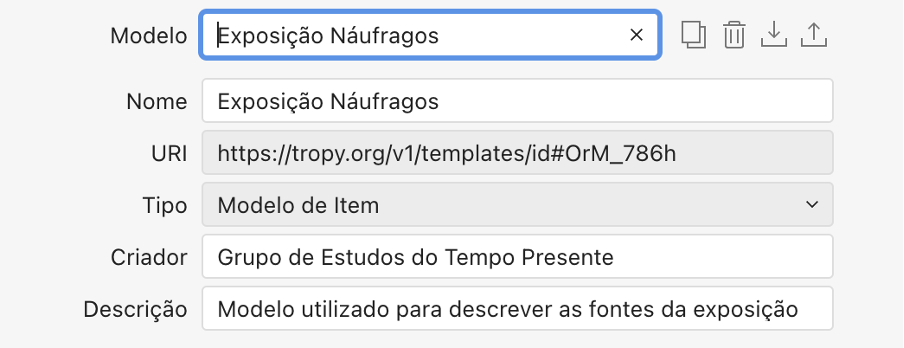 Modelo Exposição Náufragos
Nome Exposição Náufragos
URI https://tropy.org/v1/templates/id#OrM_786h
Tipo Modelo de Item
Criador Grupo de Estudos do Tempo Presente
Descrição Modelo utilizado para descrever as fontes da exposição